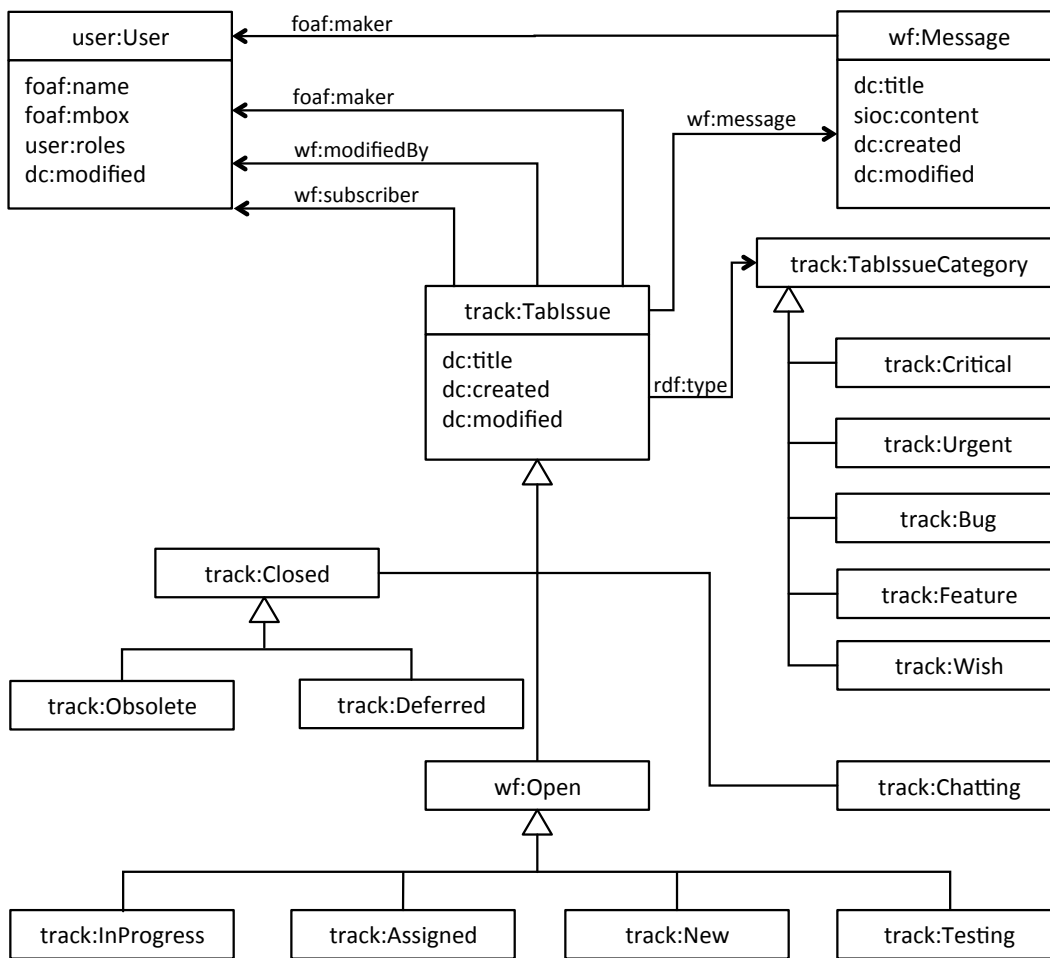 user:User
foaf:maker
wf:Message
foaf:name
foaf:mbox
user:roles
dc:modified
foaf:maker
wf:modifiedBy
wf:subscriber
wf:message
dc:title
sioc:content
dc:created
dc:modified
track:TabIssueCategory
track:TabIssue
dc:title
dc:created
dc:modified
rdf:type
track:Critical
track:Urgent
track:Bug
track:Feature
track:Wish
track:Closed
track:Obsolete
track:Deferred
wf:Open
track:Chatting
track:InProgress
track:Assigned
track:New
track:Testing